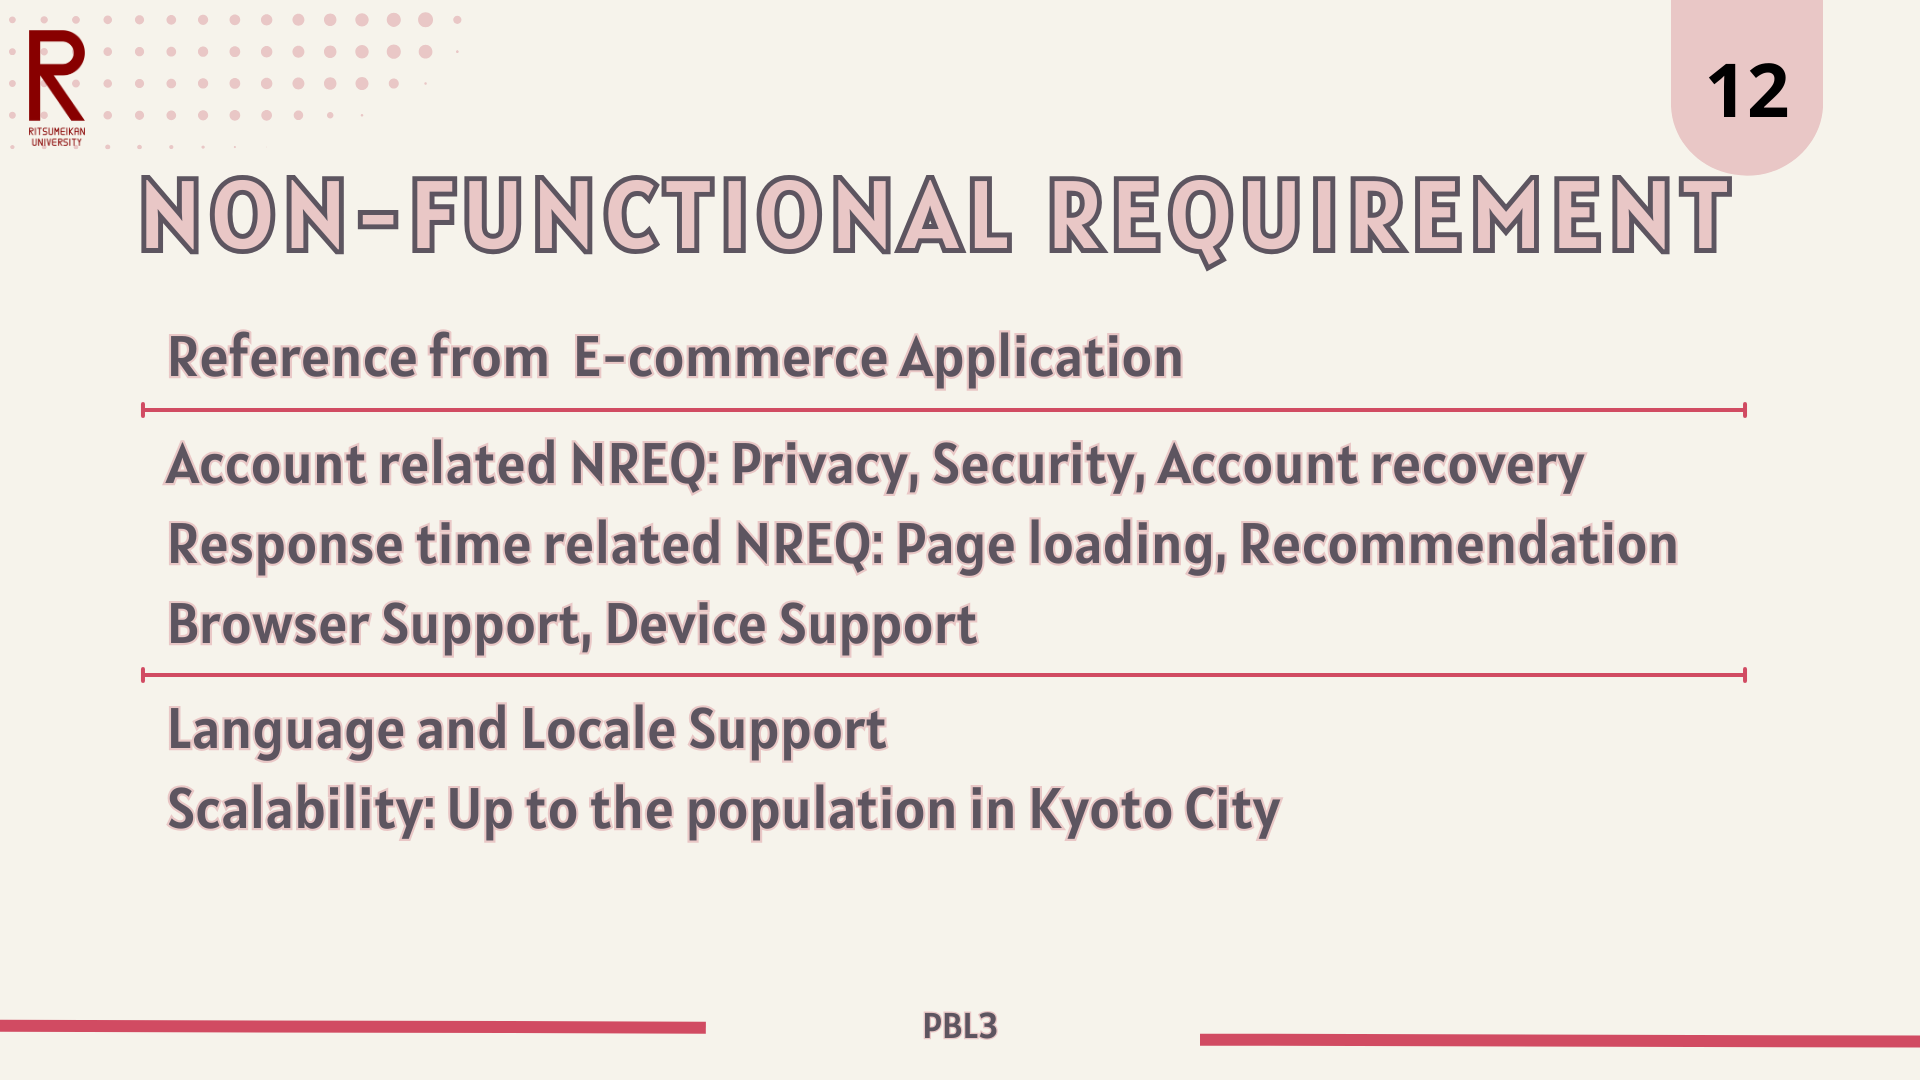 RITSUMEIKAN
UNIVERSITY
12
NON-FUNCTIONAL REQUIREMENT
Reference from E-commerce Application
Account related NREQ: Privacy, Security, Account recovery
Response time related NREQ: Page loading, Recommendation
Browser Support, Device Support
Language and Locale Support
Scalability: Up to the population in Kyoto City
PBL3